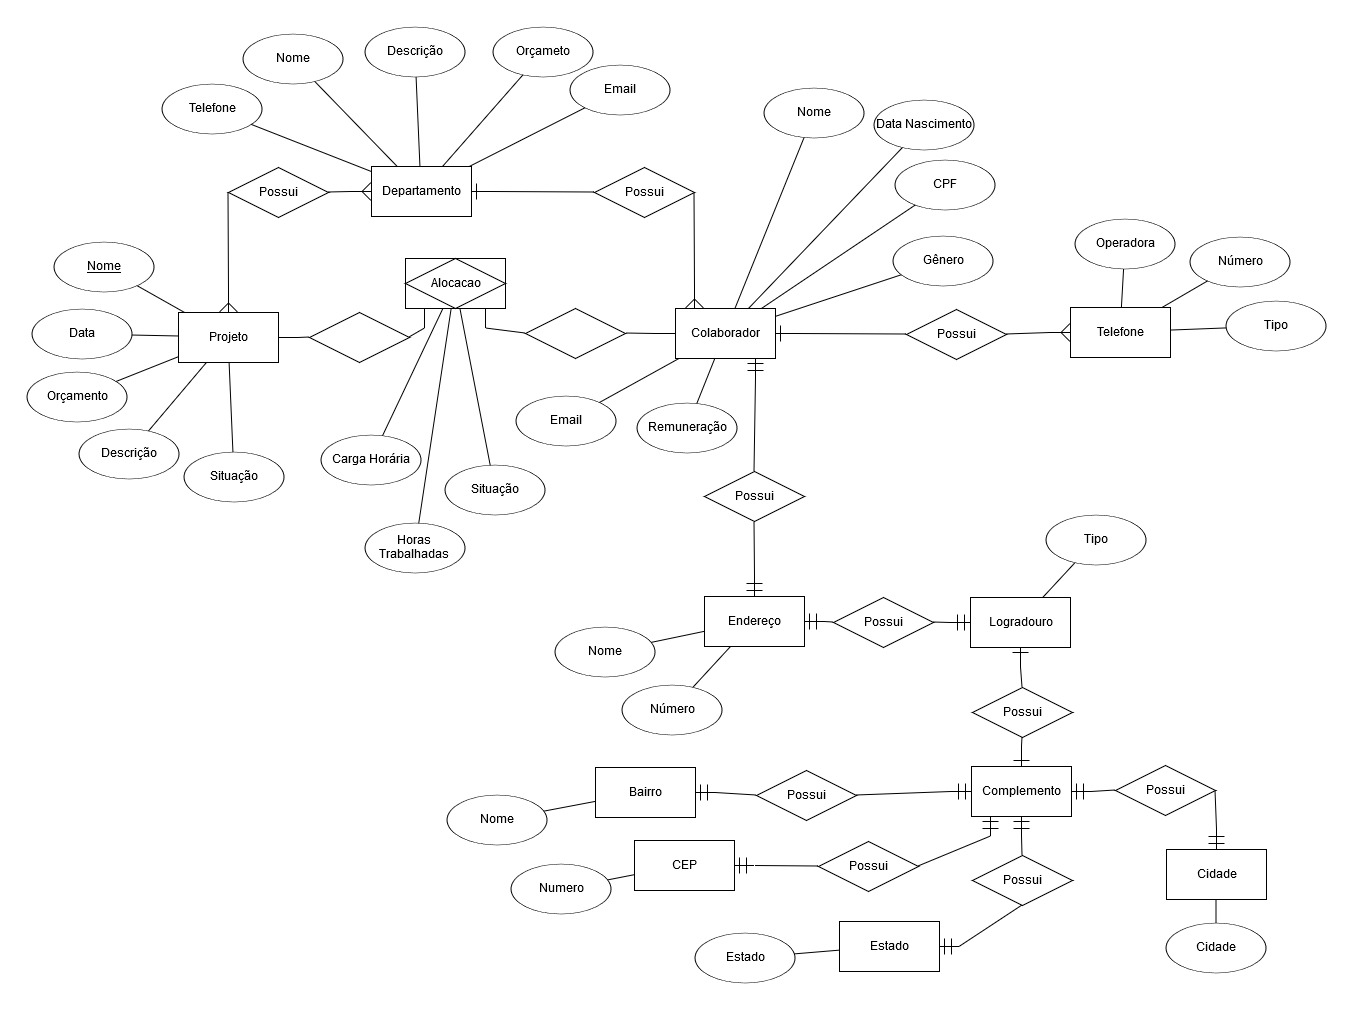 Nome
Descrição
Orçameto
Email
Telefone
Nome
Data Nascimento
CPF
Gênero
Possui
Departamento
Possui
Operadora
Número
Tipo
Nome
Data
Orçamento
Descrição
Situação
Projeto
Alocacao
Colaborador
Possui
Telefone
Email
Remuneração
Carga Horária
Situação
Horas
Trabalhadas
Possui
Tipo
Endereço
Possui
Logradouro
Nome
Número
Possui
Bairro
Possui
Complemento
Possui
Nome
CEP
Possui
Possui
Cidade
Numero
Estado
Estado
Cidade